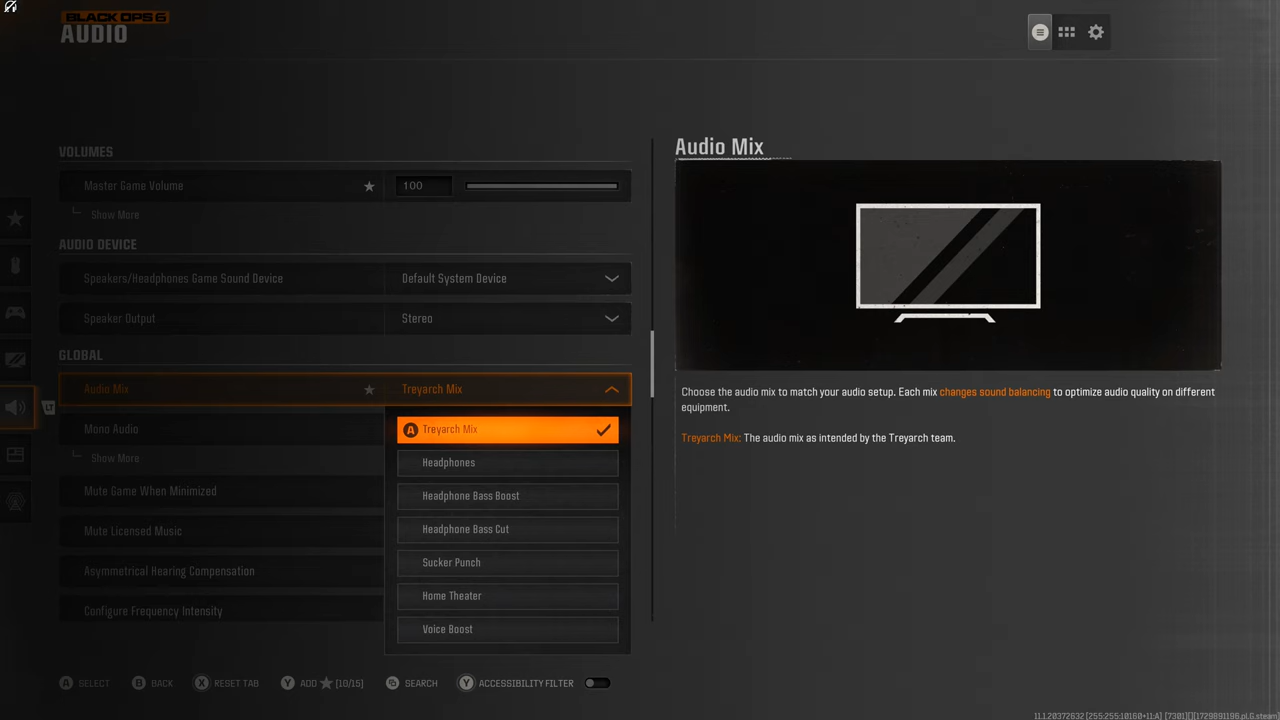 BLACK OPS 6
AUDIO
VOLUMES
Master Game Volume
100
Show More
AUDIO DEVICE
Speakers/Headphones Game Sound Device
Default System Device
Speaker Output
Stereo
GLOBAL
Audio Mix
Treyarch Mix
LT
A Treyarch Mix
Mono Audio
Headphones
Show More
Mute Game When Minimized
Headphone Bass Boost
Mute Licensed Music
Headphone Bass Cut
Asymmetrical Hearing Compensation
Sucker Punch
Configure Frequency Intensity
Home Theater
Voice Boost
A SELECT
B BACK
X RESET TAB
Y ADD ★ [10/15]
SEARCH
Y ACCESSIBILITY FILTER
Audio Mix
Choose the audio mix to match your audio setup. Each mix changes sound balancing to optimize audio quality on different
equipment.
Treyarch Mix: The audio mix as intended by the Treyarch team.